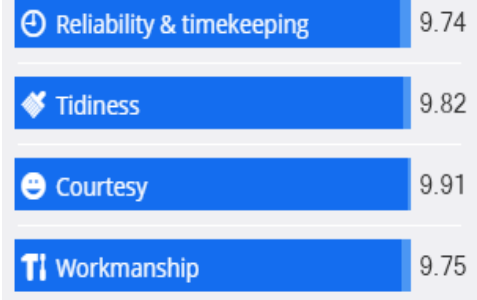 Reliability & timekeeping 9.74
Tidiness 9.82
Courtesy 9.91
Workmanship 9.75